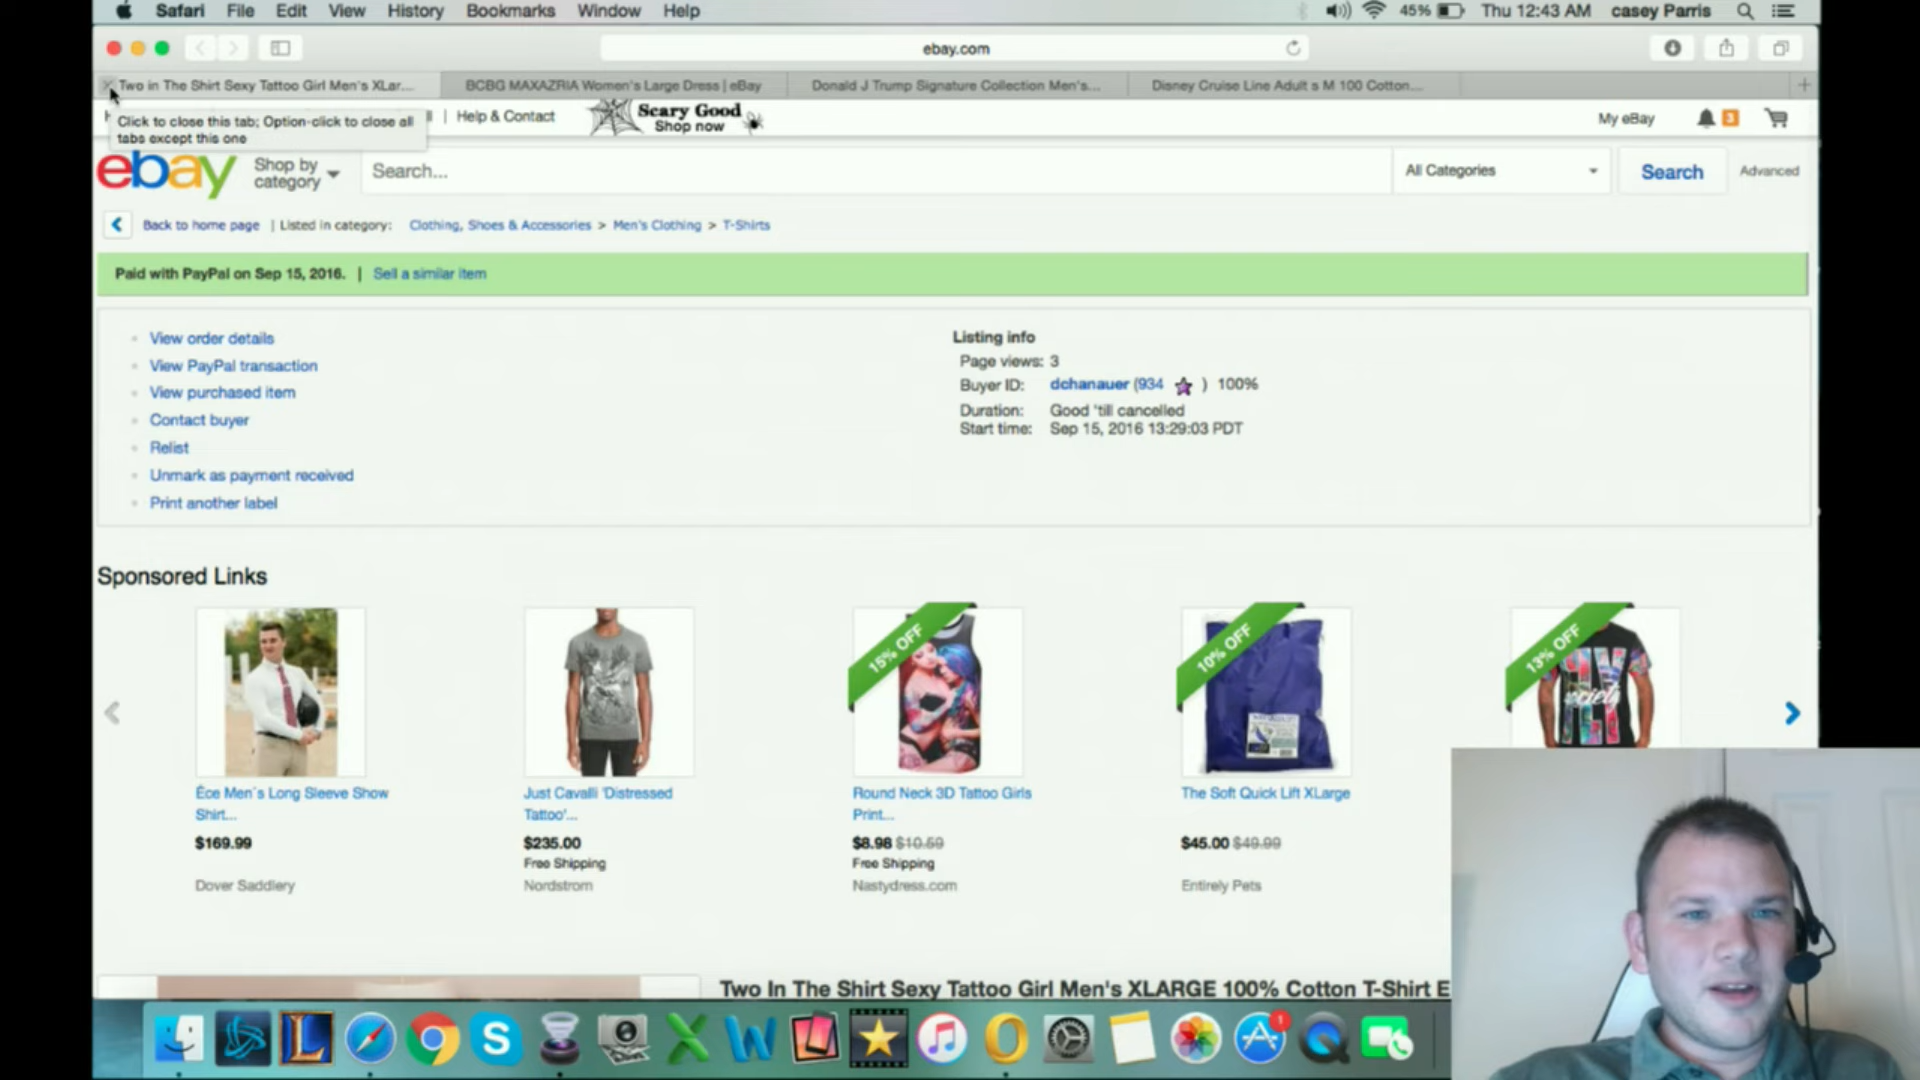 Safari File Edit View History Bookmarks Window Help 45% Thu 12:43 AM casey Parris
ebay.com
Two in The Shirt Sexy Tattoo Girl Men's XLar... BCBG MAXAZRIA Women's Large Dress | eBay Donald J Trump Signature Collection Men's... Disney Cruise Line Adult s M 100 Cotton...
Click to close this tab; Option-click to close all
tabs except this one
| Help & Contact
Scary Good
Shop now
My eBay 3
ebay Shop by
category
Search... All Categories Search Advanced
Back to home page | Listed in category: Clothing, Shoes & Accessories > Men's Clothing > T-Shirts
Paid with PayPal on Sep 15, 2016. | Sell a similar item
View order details
View PayPal transaction
View purchased item
Contact buyer
Relist
Unmark as payment received
Print another label
Listing info
Page views: 3
Buyer ID: dchanauer (934 ) 100%
Duration: Good 'till cancelled
Start time: Sep 15, 2016 13:29:03 PDT
Sponsored Links
15% OFF
10% OFF
13% OFF
Ece Men's Long Sleeve Show
Shirt...
$169.99
Dover Saddlery
Just Cavalli 'Distressed
Tattoo'...
$235.00
Free Shipping
Nordstrom
Round Neck 3D Tattoo Girls
Print...
$8.98 $10.59
Free Shipping
Nastydress.com
The Soft Quick Lift XLarge
$45.00 $49.99
Entirely Pets
Two In The Shirt Sexy Tattoo Girl Men's XLARGE 100% Cotton T-Shirt E
1